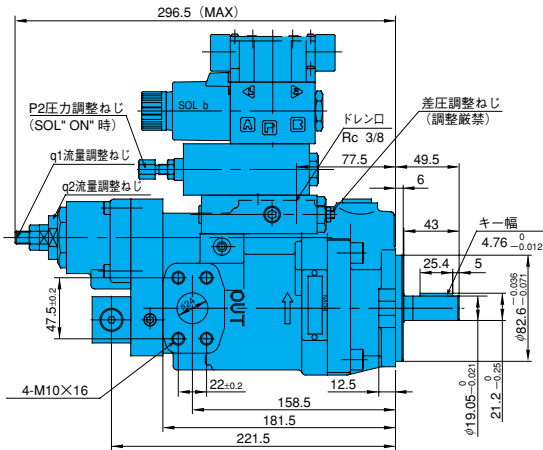 296.5 (MAX)
SOL b
P2圧力調整ねじ
(SOL" ON" 時)
ドレン口
Rc 3/8
差圧調整ねじ
(調整厳禁)
q1流量調整ねじ
q2流量調整ねじ
A P B
77.5
49.5
6
43
キー幅
4.76 0 -0.012
25.4
5
47.5±0.2
φ24
OUT
4-M10×16
22±0.2
12.5
158.5
181.5
221.5
φ19.05 0 -0.021
21.2 0 -0.25
φ82.6 -0.036 -0.071